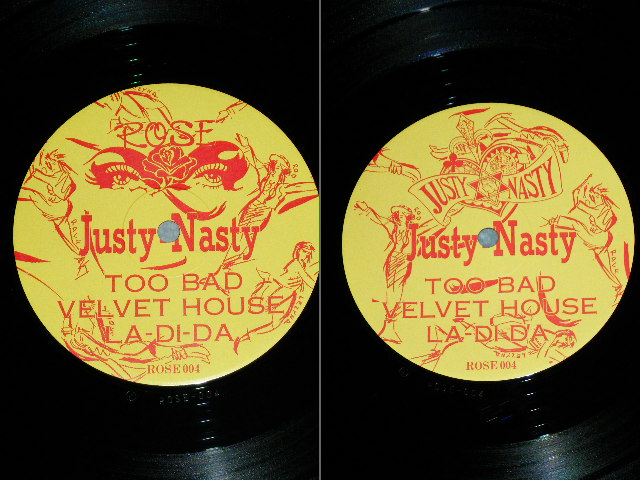 ROSE
Justy Nasty
TOO BAD
VELVET HOUSE
LA-DI-DA
ROSE 004
JUSTY NASTY
Justy Nasty
TOO BAD
VELVET HOUSE
LA-DI-DA
ROSE 004